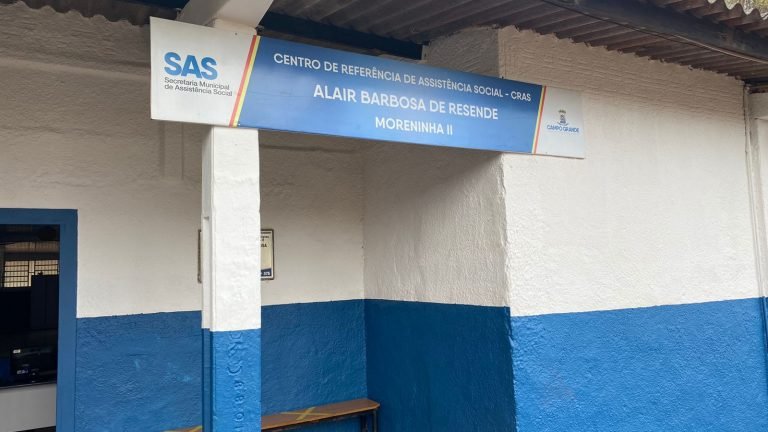 SAS
Secretaria Municipal
de Assistência Social
CENTRO DE REFERÊNCIA DE ASSISTÊNCIA SOCIAL - CRAS
ALAIR BARBOSA DE RESENDE
MORENINHA II
CAMPO GRANDE